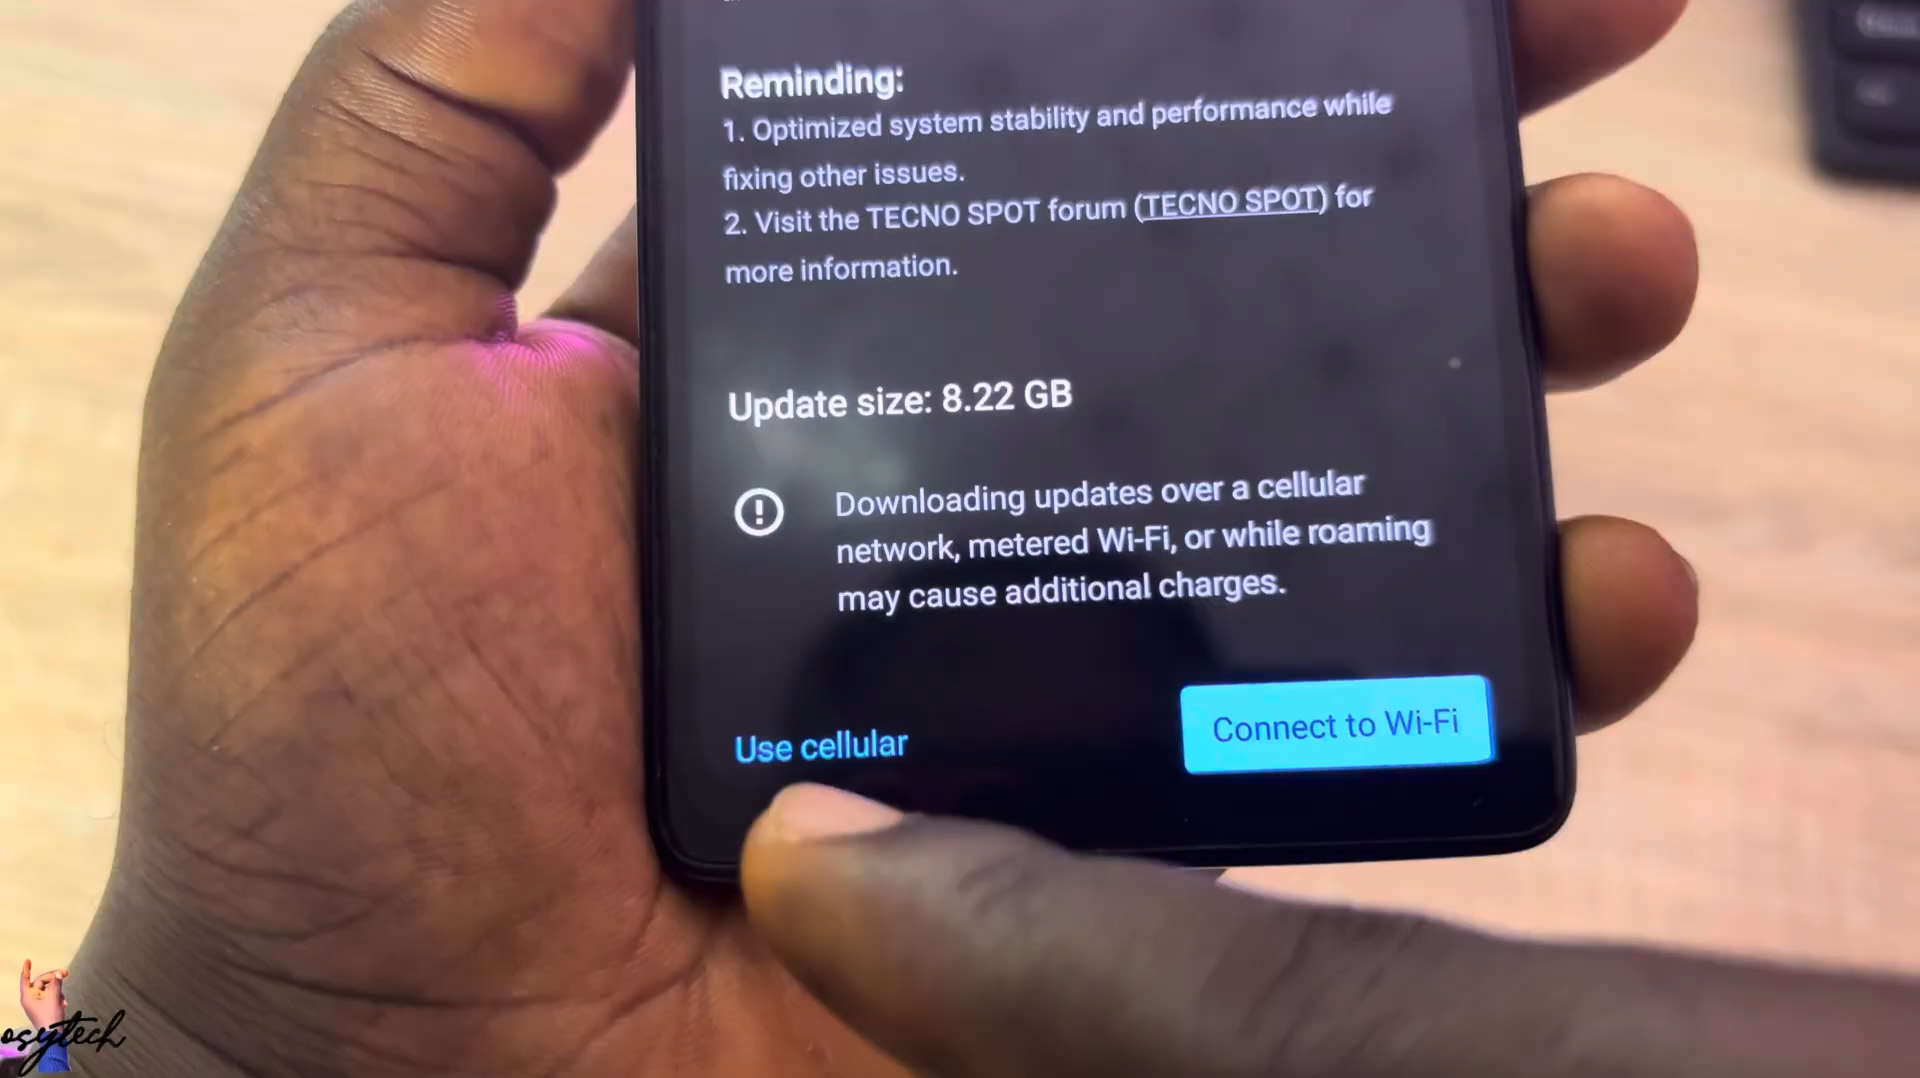 Reminding:
1. Optimized system stability and performance while
fixing other issues.
2. Visit the TECNO SPOT forum (TECNO SPOT) for
more information.
Update size: 8.22 GB
Downloading updates over a cellular
network, metered Wi-Fi, or while roaming
may cause additional charges.
Use cellular
Connect to Wi-Fi
osytech